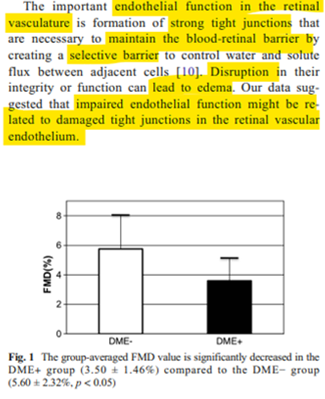 The important endothelial function in the retinal
vasculature is formation of strong tight junctions that
are necessary to maintain the blood-retinal barrier by
creating a selective barrier to control water and solute
flux between adjacent cells [10]. Disruption in their
integrity or function can lead to edema. Our data sug-
gested that impaired endothelial function might be re-
lated to damaged tight junctions in the retinal vascular
endothelium.
8
6
4
2
0
FMD(%)
DME- DME+
Fig. 1 The group-averaged FMD value is significantly decreased in the
DME+ group (3.50 ± 1.46%) compared to the DME− group
(5.60 ± 2.32%, p < 0.05)